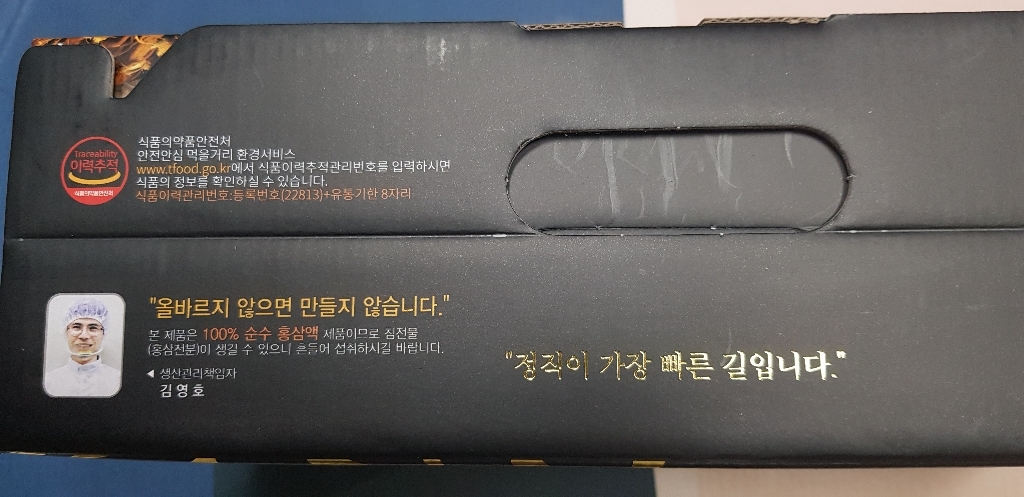 Traceability
이력추적
식품의약품안전처
식품의약품안전처
안전안심 먹을거리 환경서비스
www.tfood.go.kr에서 식품이력추적관리번호를 입력하시면
식품의 정보를 확인하실 수 있습니다.
식품이력관리번호:등록번호(22813)+유통기한 8자리
"올바르지 않으면 만들지 않습니다."
본 제품은 100% 순수 홍삼액 제품이므로 침전물
(홍삼전분)이 생길 수 있으니 흔들어 섭취하시길 바랍니다.
◀ 생산관리책임자
김영호
"정직이 가장 빠른 길입니다."